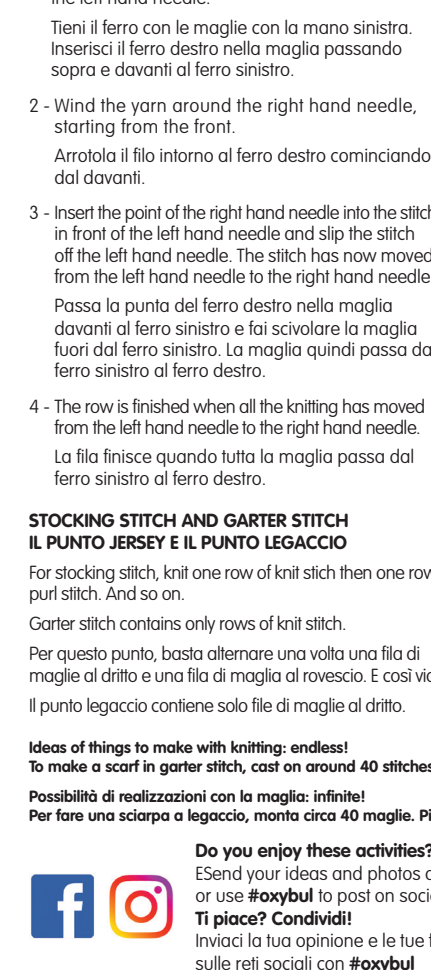 the left hand needle.
Tieni il ferro con le maglie con la mano sinistra.
Inserisci il ferro destro nella maglia passando
sopra e davanti al ferro sinistro.
2 - Wind the yarn around the right hand needle,
starting from the front.
Arrotola il filo intorno al ferro destro cominciando
dal davanti.
3 - Insert the point of the right hand needle into the stitch
in front of the left hand needle and slip the stitch
off the left hand needle. The stitch has now moved
from the left hand needle to the right hand needle
Passa la punta del ferro destro nella maglia
davanti al ferro sinistro e fai scivolare la maglia
fuori dal ferro sinistro. La maglia quindi passa da
ferro sinistro al ferro destro.
4 - The row is finished when all the knitting has moved
from the left hand needle to the right hand needle.
La fila finisce quando tutta la maglia passa dal
ferro sinistro al ferro destro.
STOCKING STITCH AND GARTER STITCH
IL PUNTO JERSEY E IL PUNTO LEGACCIO
For stocking stitch, knit one row of knit stich then one row
purl stitch. And so on.
Garter stitch contains only rows of knit stitch.
Per questo punto, basta alternare una volta una fila di
maglie al dritto e una fila di maglia al rovescio. E così via
Il punto legaccio contiene solo file di maglie al dritto.
Ideas of things to make with knitting: endless!
To make a scarf in garter stitch, cast on around 40 stitches
Possibilità di realizzazioni con la maglia: infinite!
Per fare una sciarpa a legaccio, monta circa 40 maglie.
Do you enjoy these activities?
ESend your ideas and photos
or use #oxybul to post on
Ti piace? Condividi!
Inviaci la tua opinione e le tue
sulle reti sociali con #oxybul